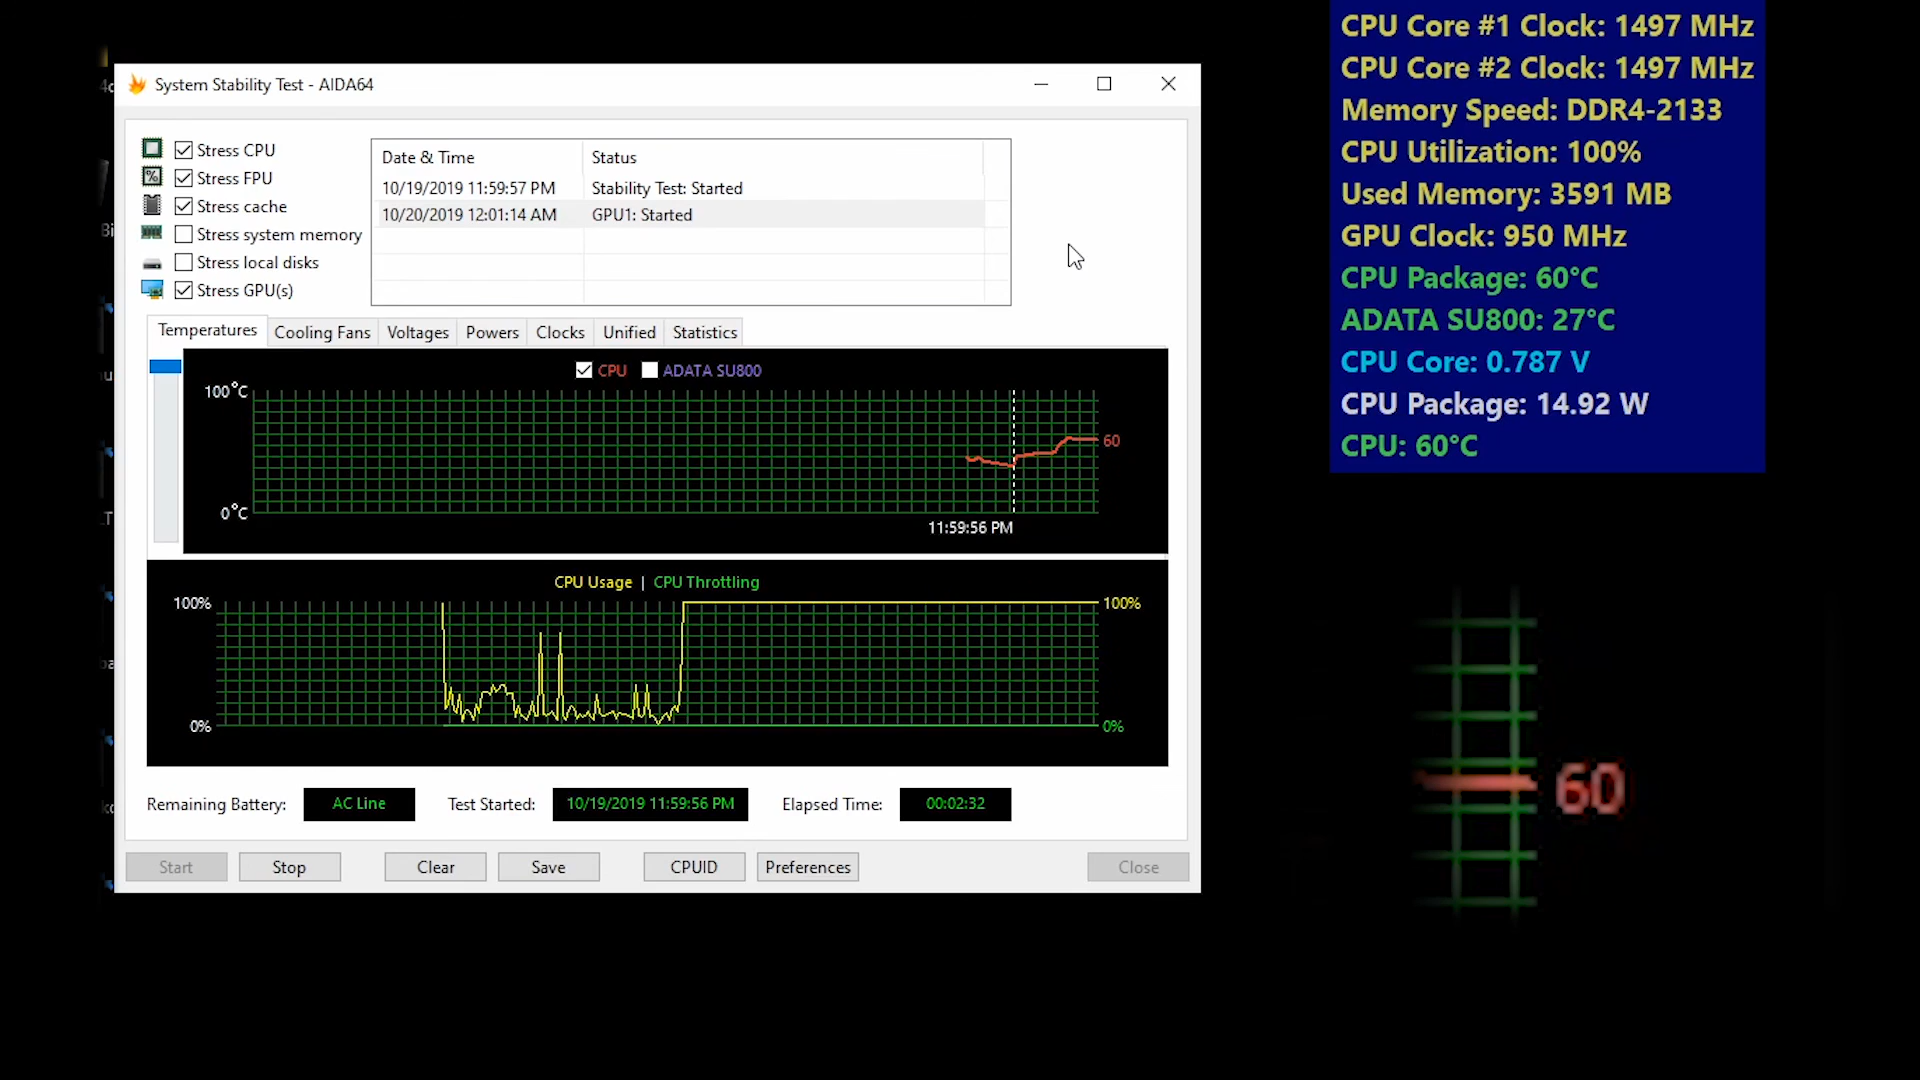 System Stability Test - AIDA64
Stress CPU
Stress FPU
Stress cache
Stress system memory
Stress local disks
Stress GPU(s)
Date & Time Status
10/19/2019 11:59:57 PM Stability Test: Started
10/20/2019 12:01:14 AM GPU1: Started
Temperatures Cooling Fans Voltages Powers Clocks Unified Statistics
CPU ADATA SU800
100°C
60
0°C
11:59:56 PM
CPU Usage | CPU Throttling
100% 100%
0% 0%
Remaining Battery: AC Line Test Started: 10/19/2019 11:59:56 PM Elapsed Time: 00:02:32
Start Stop Clear Save CPUID Preferences Close
CPU Core #1 Clock: 1497 MHz
CPU Core #2 Clock: 1497 MHz
Memory Speed: DDR4-2133
CPU Utilization: 100%
Used Memory: 3591 MB
GPU Clock: 950 MHz
CPU Package: 60°C
ADATA SU800: 27°C
CPU Core: 0.787 V
CPU Package: 14.92 W
CPU: 60°C
60